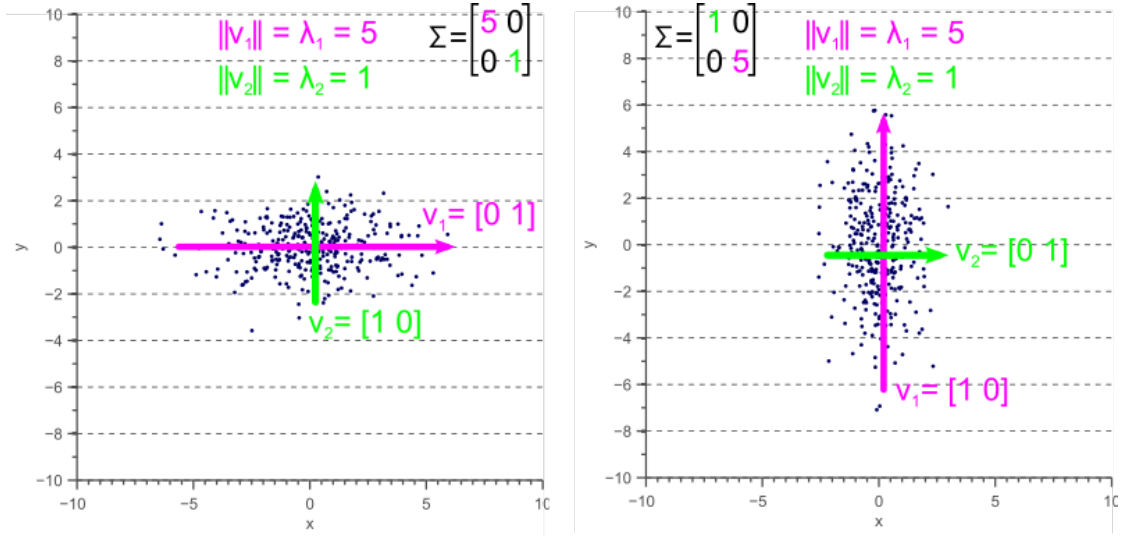 ‖v₁‖ = λ₁ = 5
‖v₂‖ = λ₂ = 1
Σ = [5 0
0 1]
10
8
6
4
2
0
−2
−4
−6
−8
−10
y
v₁= [0 1]
v₂= [1 0]
−10 −5 0 5 10
x
Σ = [1 0
0 5]
‖v₁‖ = λ₁ = 5
‖v₂‖ = λ₂ = 1
10
8
6
4
2
0
−2
−4
−6
−8
−10
y
v₂= [0 1]
v₁= [1 0]
−10 −5 0 5 10
x